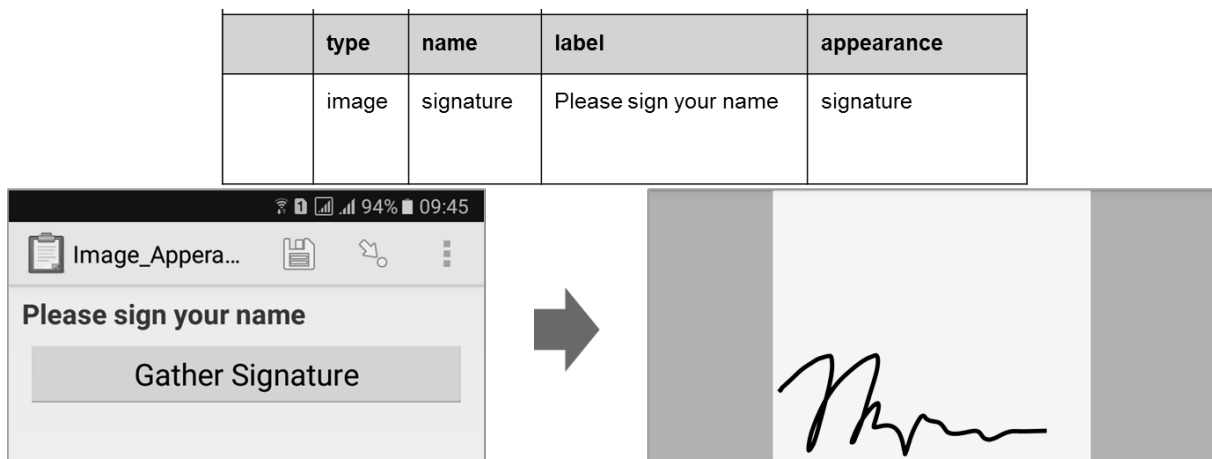 type name label appearance
image signature Please sign your name signature
94% 09:45
Image_Appera...
Please sign your name
Gather Signature